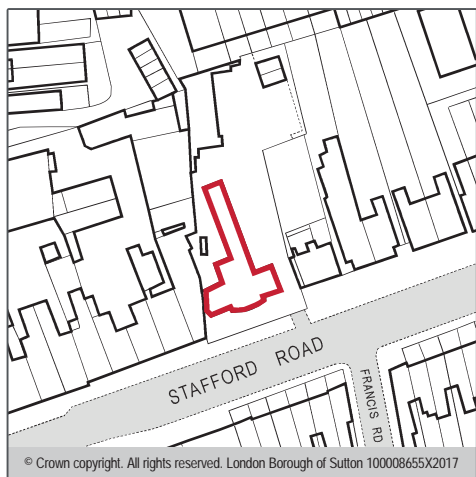 STAFFORD ROAD
FRANCIS RD
© Crown copyright. All rights reserved. London Borough of Sutton 100008655X2017